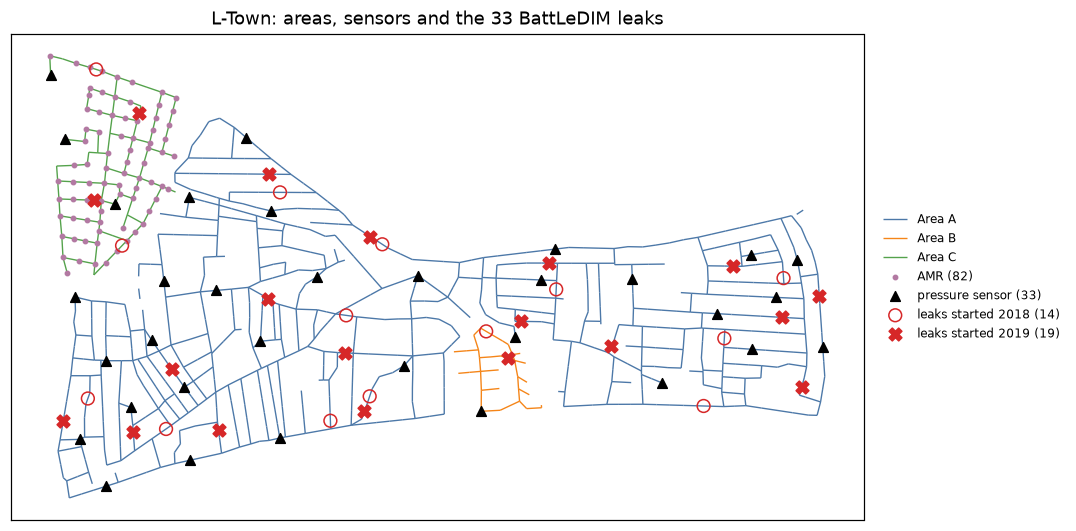 L-Town: areas, sensors and the 33 BattLeDIM leaks
Area A
Area B
Area C
AMR (82)
pressure sensor (33)
leaks started 2018 (14)
leaks started 2019 (19)